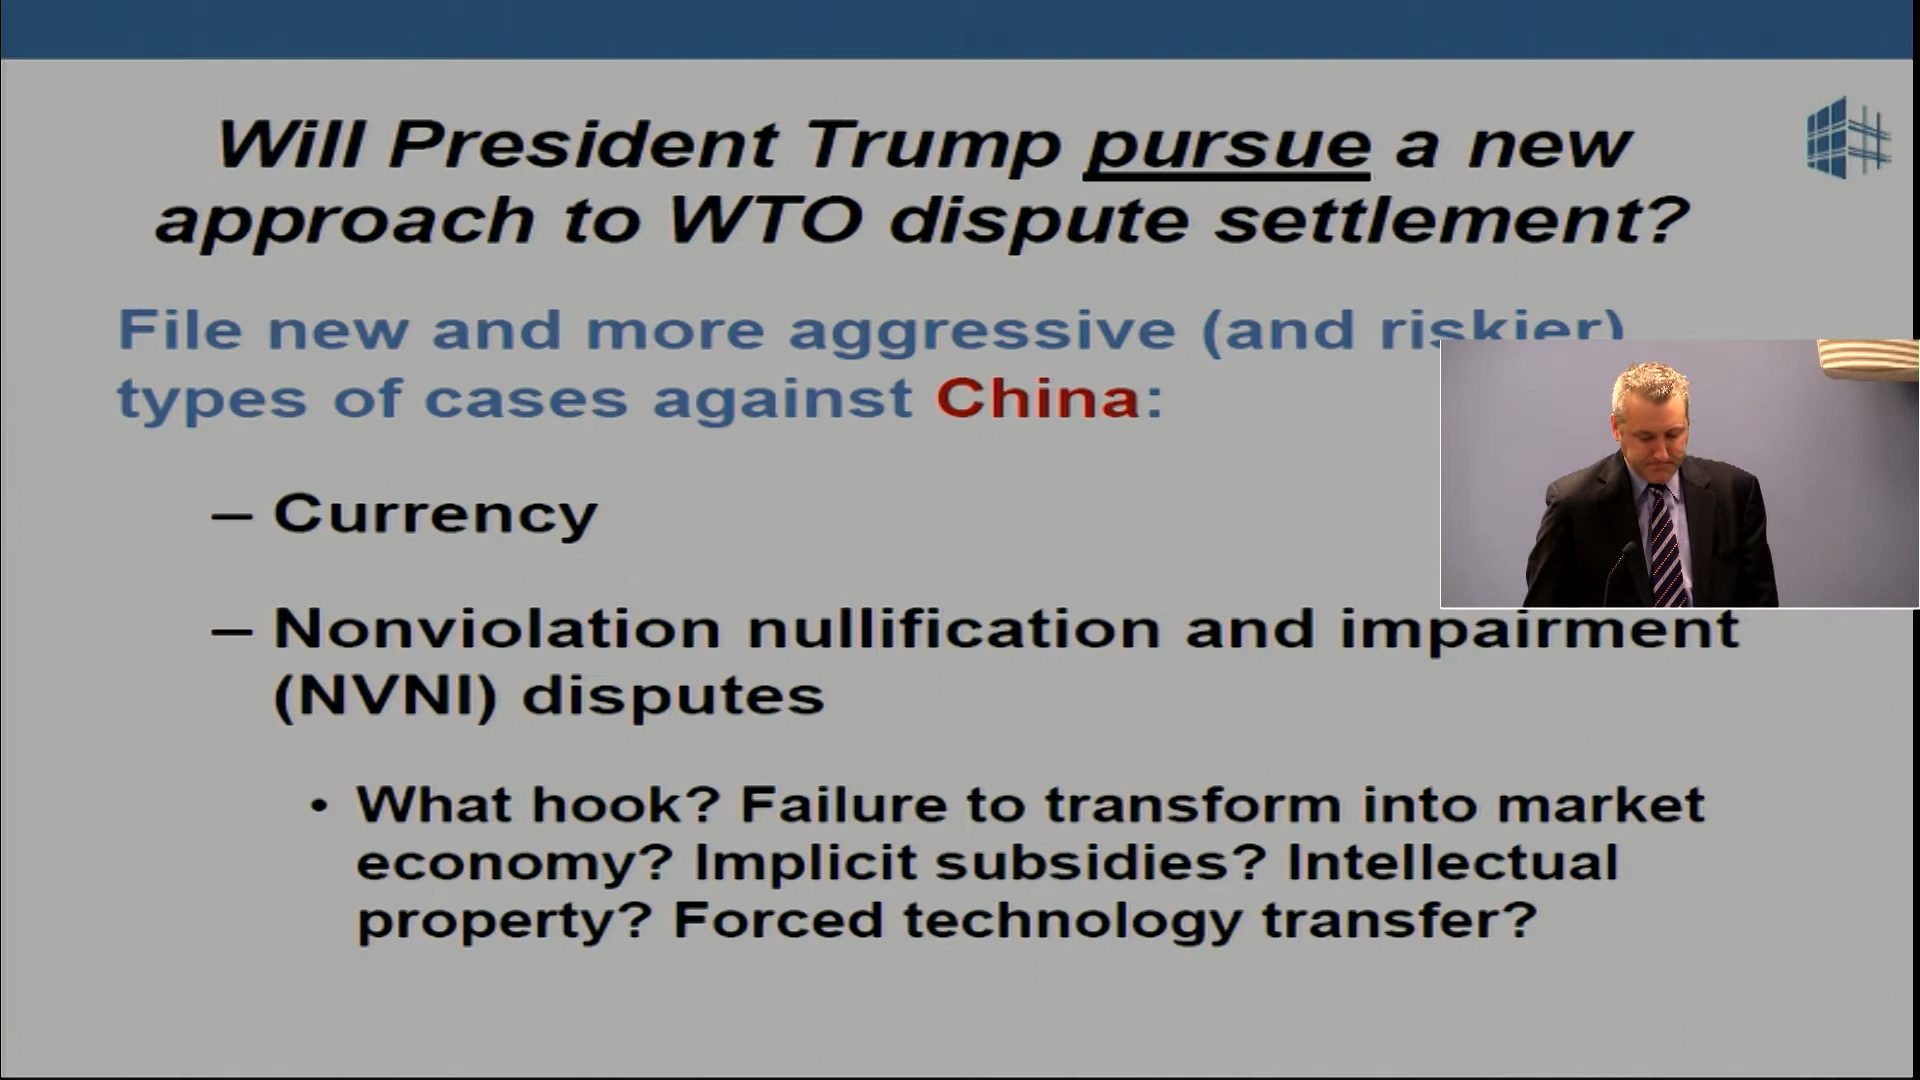 Will President Trump pursue a new
approach to WTO dispute settlement?
File new and more aggressive (and riskier)
types of cases against China:
– Currency
– Nonviolation nullification and impairment
(NVNI) disputes
• What hook? Failure to transform into market
economy? Implicit subsidies? Intellectual
property? Forced technology transfer?